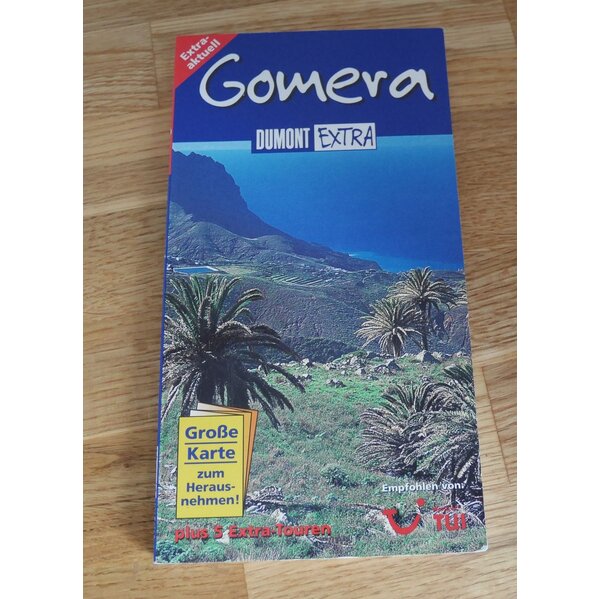 Extra-
aktuell
Gomera
DUMONT EXTRA
Große
Karte
zum
Heraus-
nehmen!
Empfohlen von:
TUI
plus 5 Extra-Touren